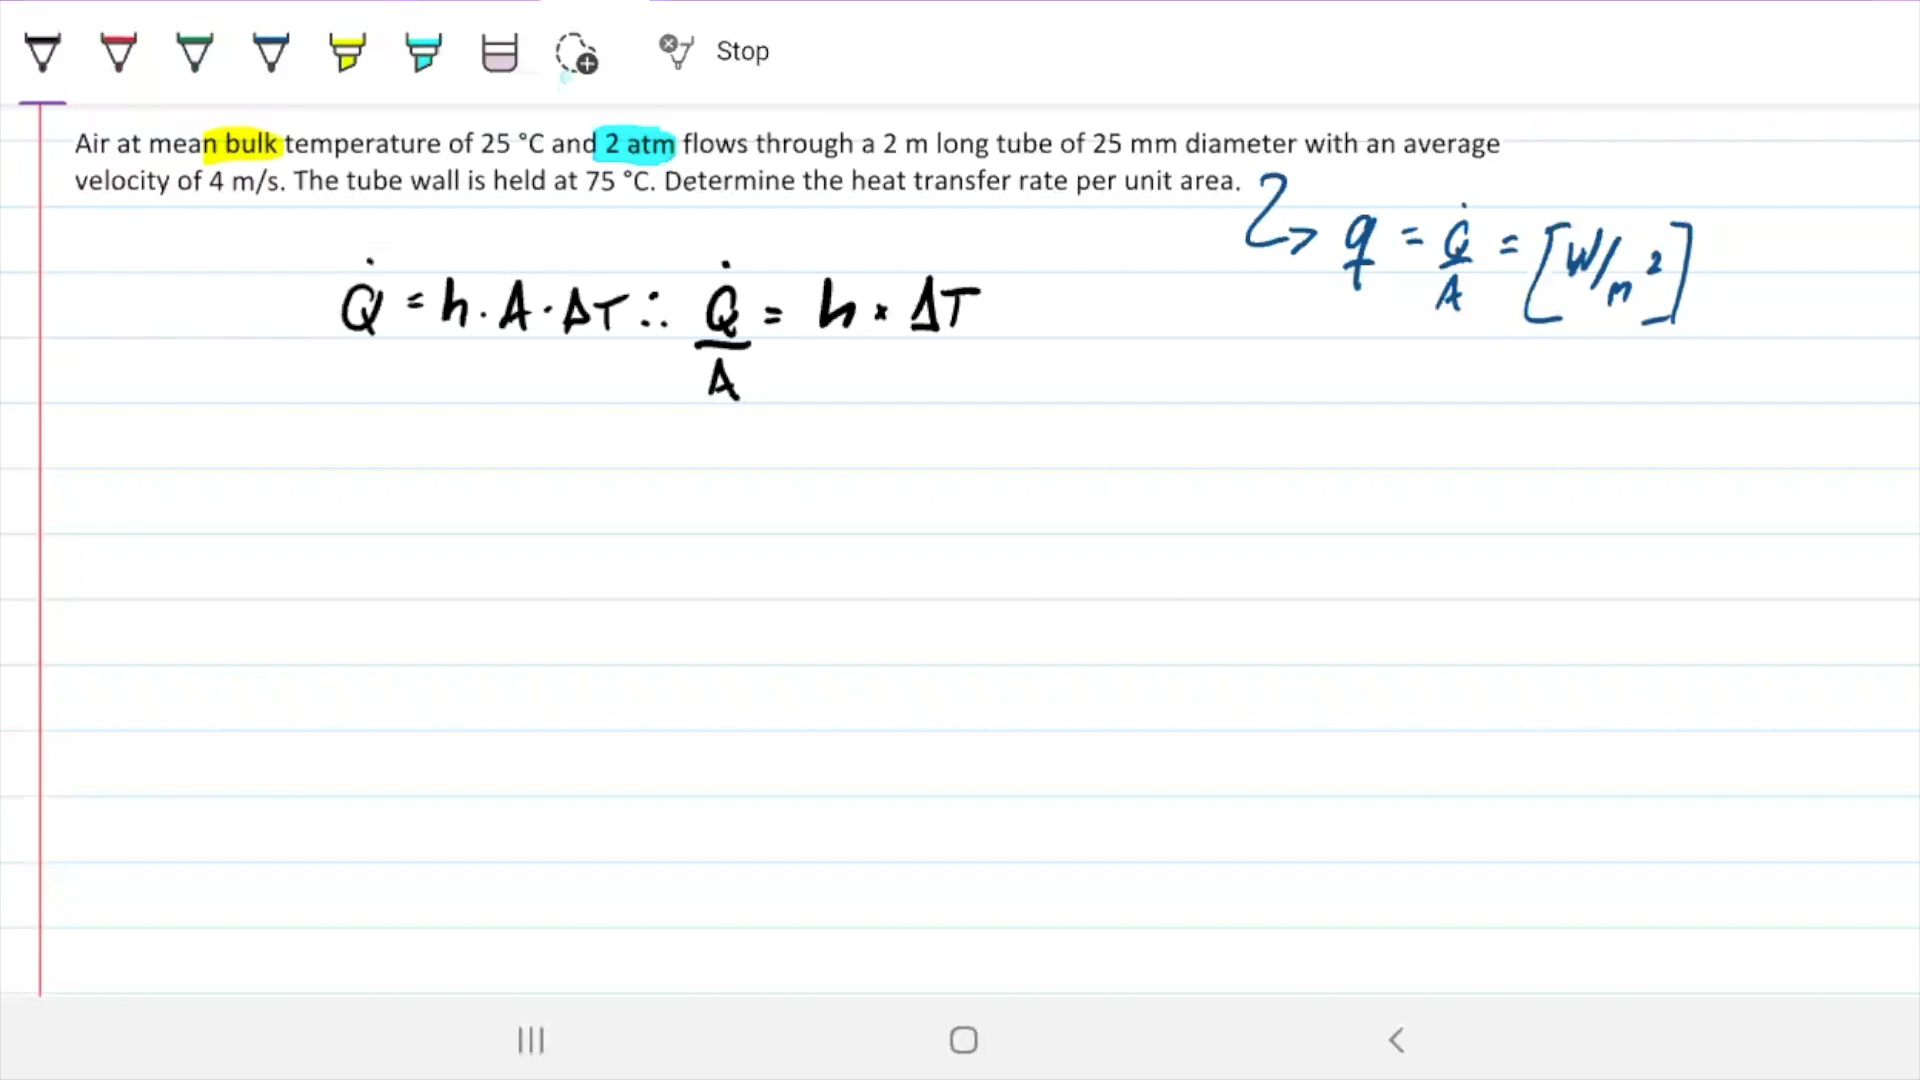 Stop
Air at mean bulk temperature of 25 °C and 2 atm flows through a 2 m long tube of 25 mm diameter with an average
velocity of 4 m/s. The tube wall is held at 75 °C. Determine the heat transfer rate per unit area.
q = Q̇/A = [W/m²]
Q̇ = h · A · ΔT ∴ Q̇/A = h × ΔT